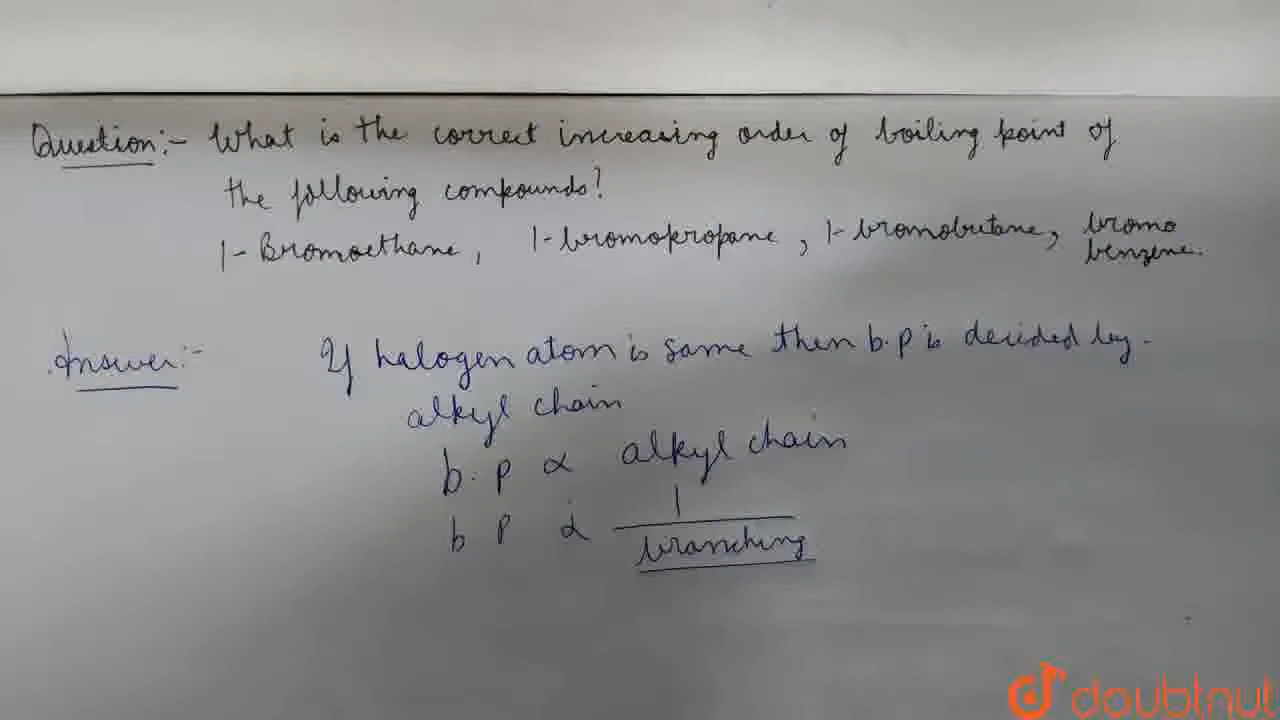 Question:- What is the correct increasing order of boiling point of
the following compounds?
1-Bromoethane, 1-bromopropane, 1-bromobutane, bromo
benzene.
Answer:- If halogen atom is same then b.p is decided by.
alkyl chain
b.p ∝ alkyl chain
b p ∝ 1
branching
doubtnut